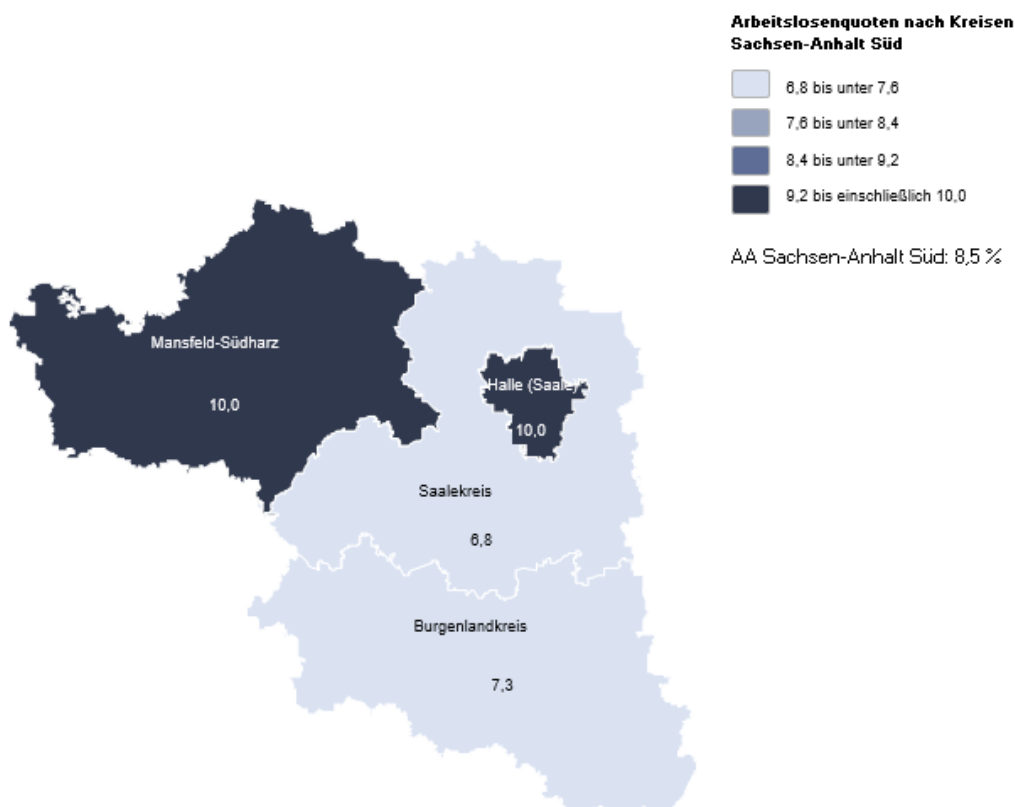 Arbeitslosenquoten nach Kreisen
Sachsen-Anhalt Süd
6,8 bis unter 7,6
7,6 bis unter 8,4
8,4 bis unter 9,2
9,2 bis einschließlich 10,0
AA Sachsen-Anhalt Süd: 8,5 %
Mansfeld-Südharz
10,0
Halle (Saale)
10,0
Saalekreis
6,8
Burgenlandkreis
7,3